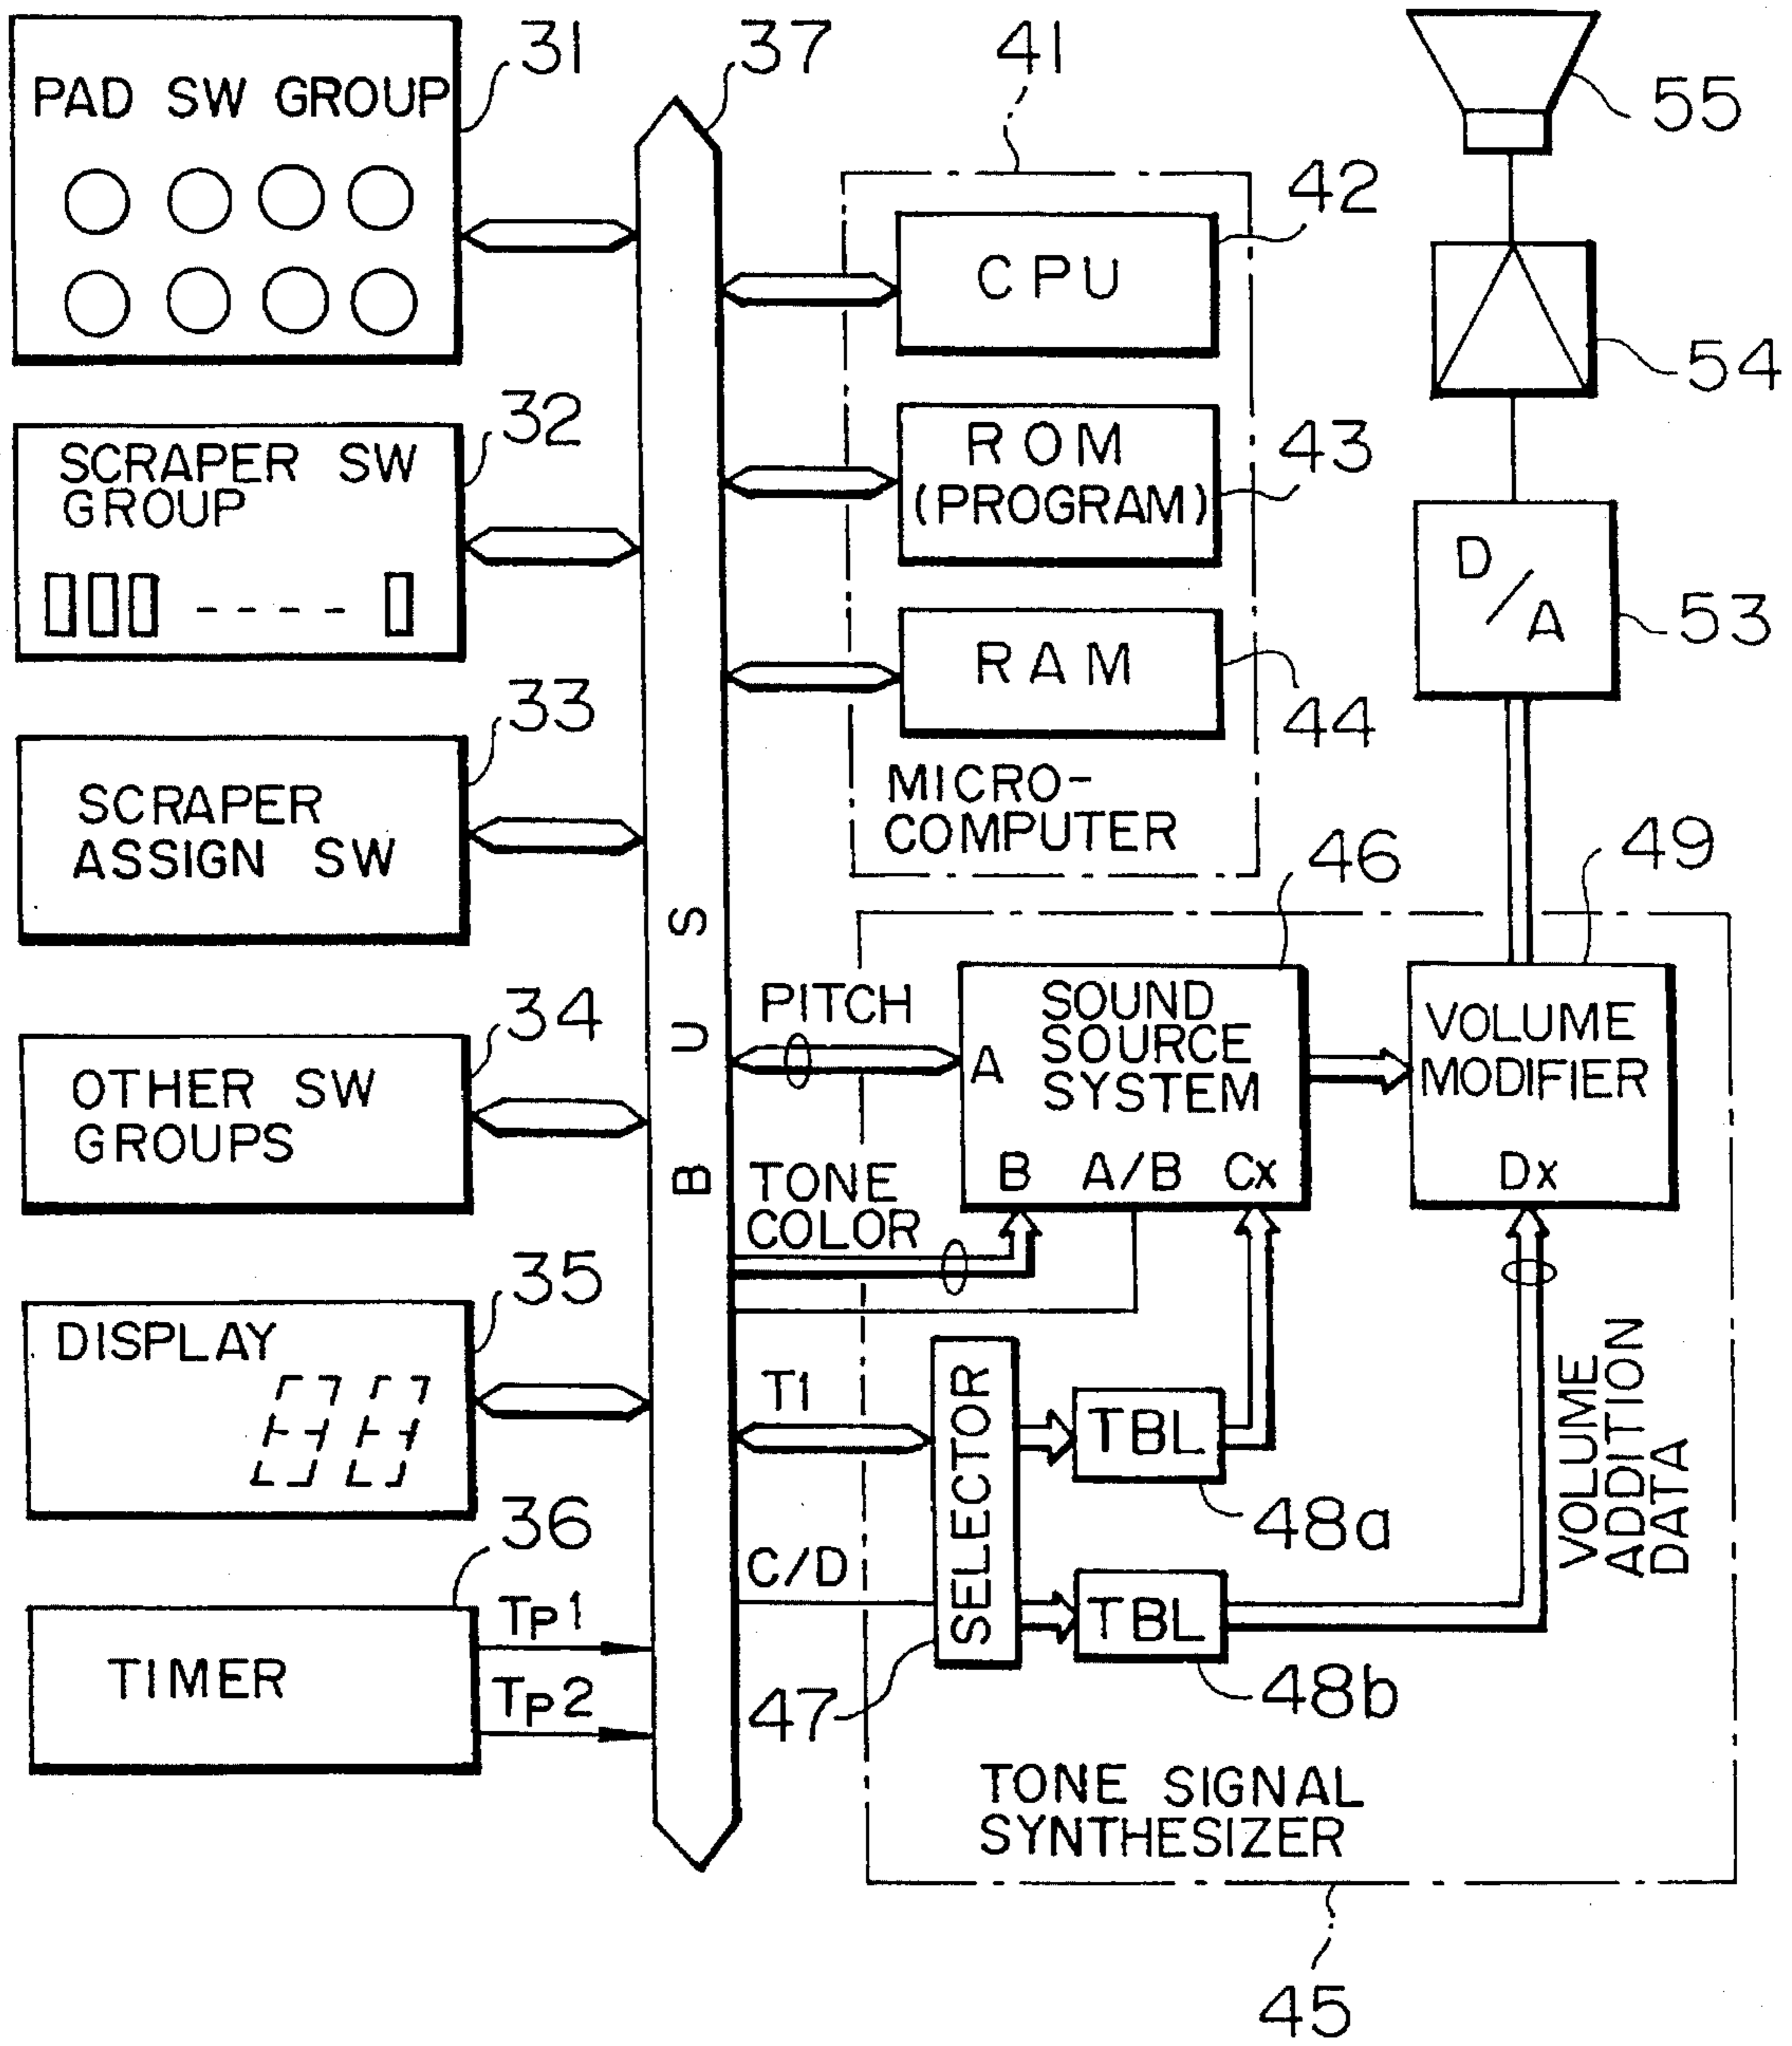 PAD SW GROUP
31
SCRAPER SW
GROUP
32
SCRAPER
ASSIGN SW
33
OTHER SW
GROUPS
34
DISPLAY
88
35
TIMER
36
Tp1
Tp2
37
BUS
41
CPU
42
ROM
(PROGRAM)
43
RAM
44
MICRO-
COMPUTER
55
54
D/A
53
PITCH
A
SOUND
SOURCE
SYSTEM
B A/B Cx
46
VOLUME
MODIFIER
Dx
49
TONE
COLOR
T1
C/D
SELECTOR
47
TBL
48a
TBL
48b
VOLUME
ADDITION
DATA
TONE SIGNAL
SYNTHESIZER
45